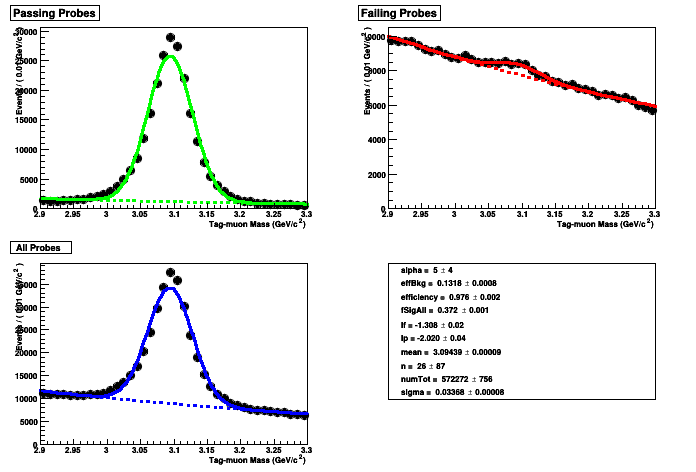 Passing Probes
Events / ( 0.01 GeV/c² )
30000
25000
20000
15000
10000
5000
0
2.9 2.95 3 3.05 3.1 3.15 3.2 3.25 3.3
Tag-muon Mass (GeV/c²)
Failing Probes
Events / ( 0.01 GeV/c² )
10000
8000
6000
4000
2000
0
2.9 2.95 3 3.05 3.1 3.15 3.2 3.25 3.3
Tag-muon Mass (GeV/c²)
All Probes
Events / ( 0.01 GeV/c² )
35000
30000
25000
20000
15000
10000
5000
0
2.9 2.95 3 3.05 3.1 3.15 3.2 3.25 3.3
Tag-muon Mass (GeV/c²)
alpha = 5 ± 4
effBkg = 0.1318 ± 0.0008
efficiency = 0.976 ± 0.002
fSigAll = 0.372 ± 0.001
lf = -1.308 ± 0.02
lp = -2.020 ± 0.04
mean = 3.09439 ± 0.00009
n = 26 ± 87
numTot = 572272 ± 756
sigma = 0.03368 ± 0.00008